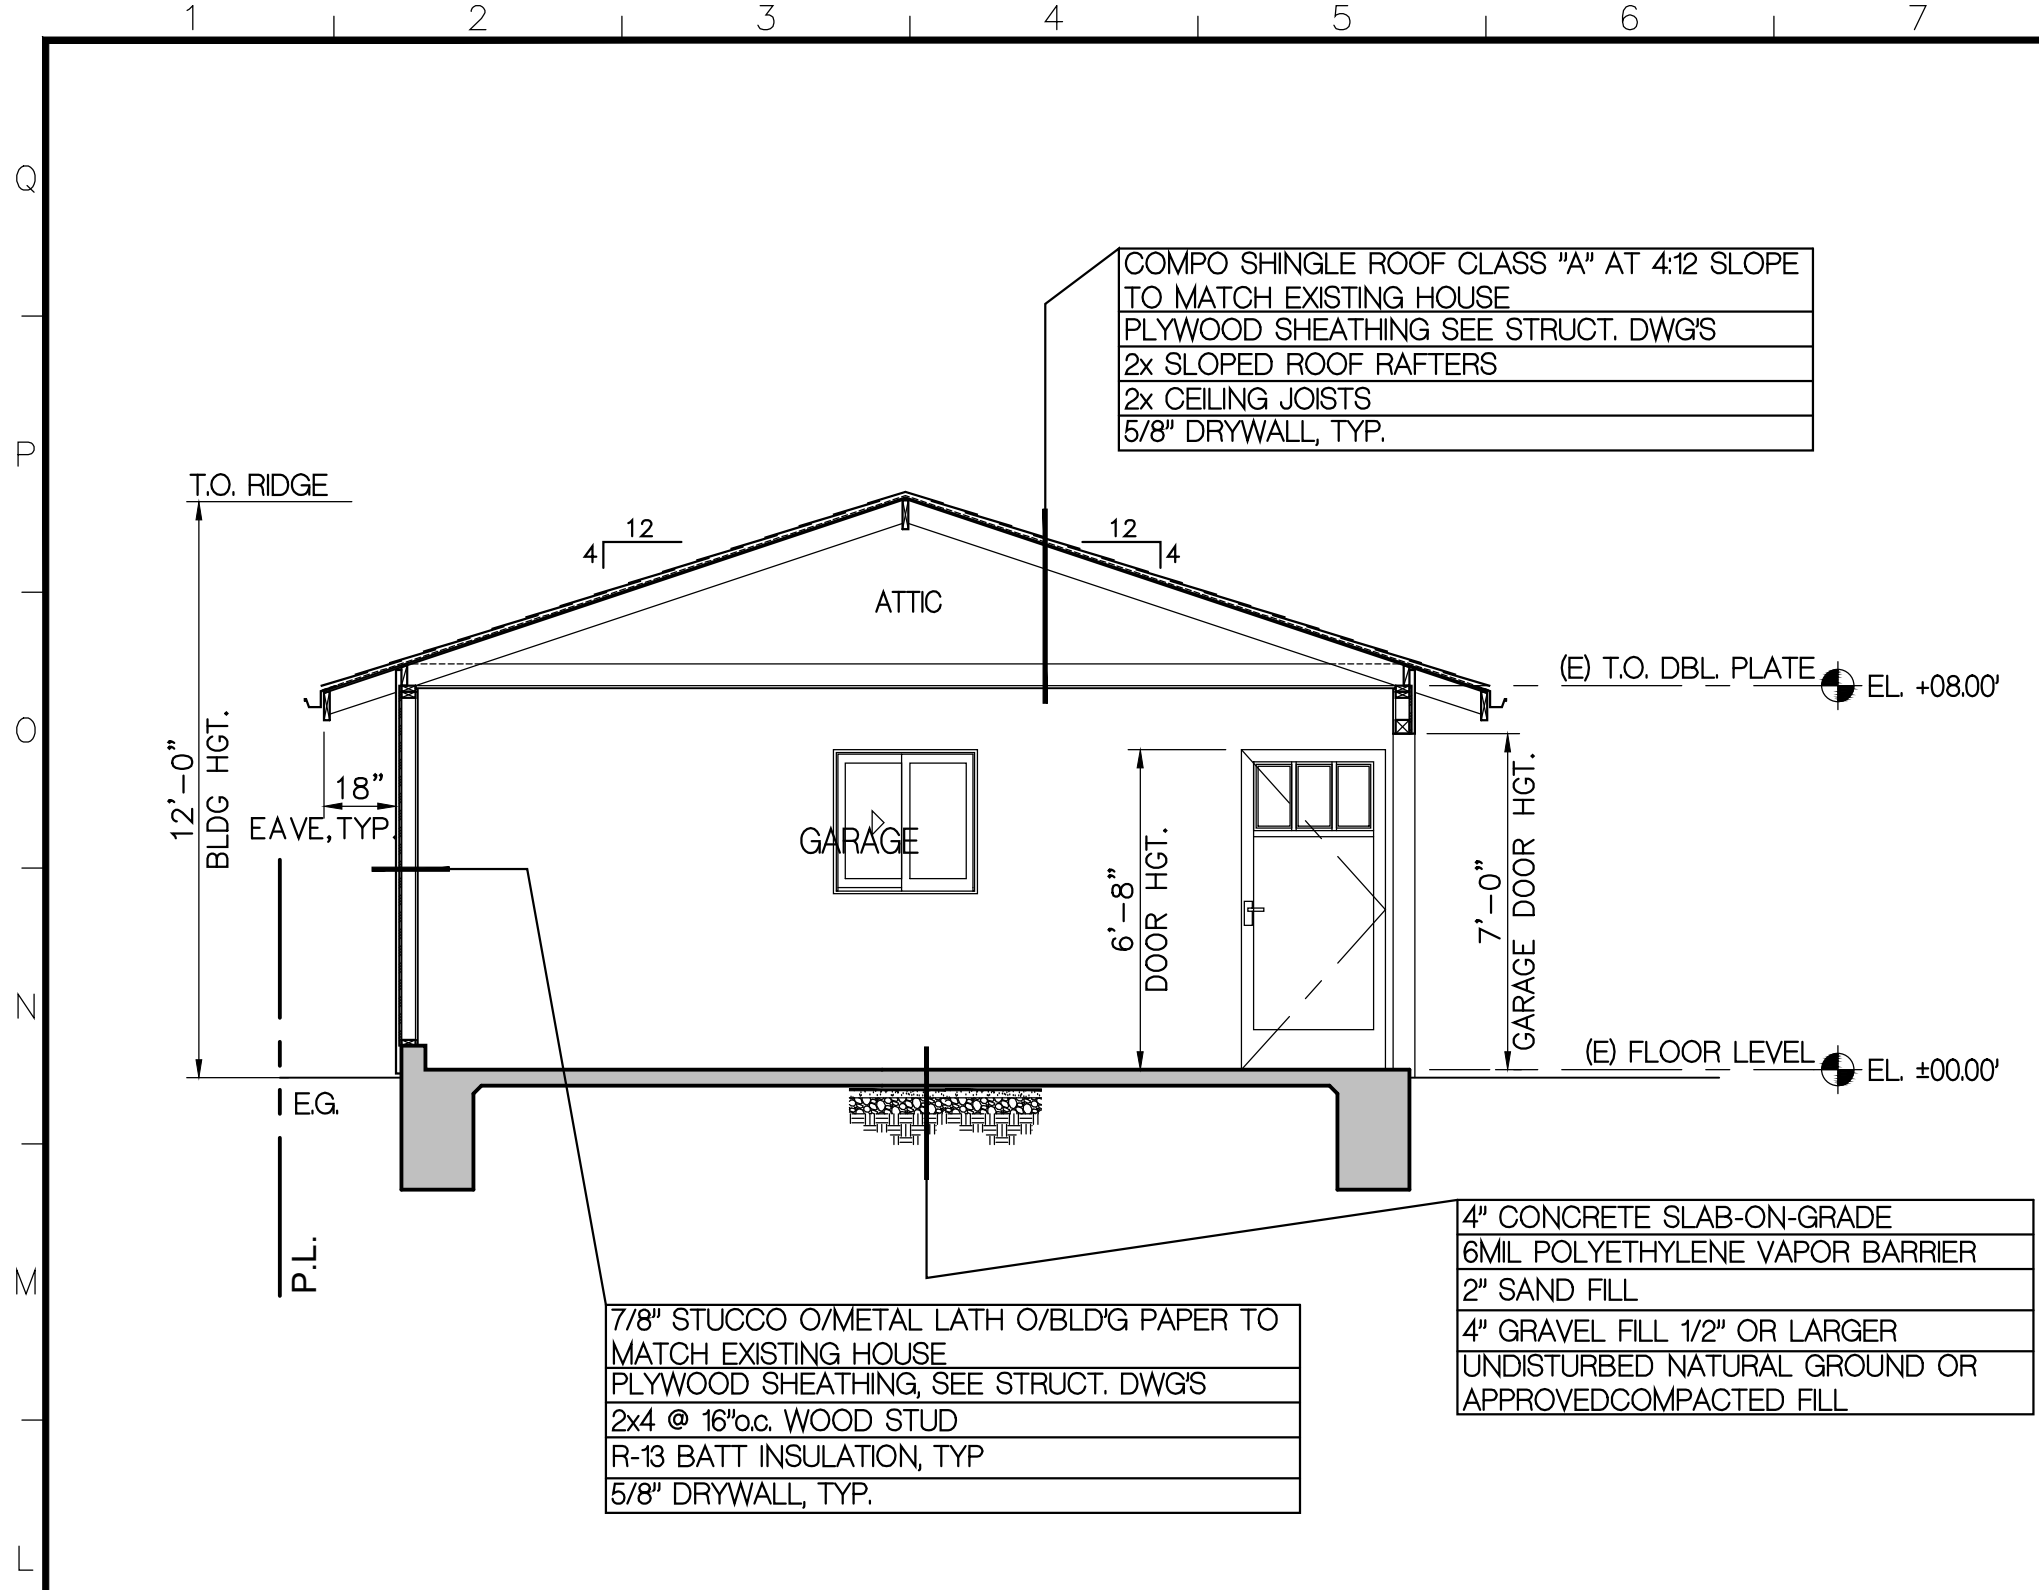 1 2 3 4 5 6 7
Q
COMPO SHINGLE ROOF CLASS "A" AT 4:12 SLOPE
TO MATCH EXISTING HOUSE
PLYWOOD SHEATHING SEE STRUCT. DWG'S
2x SLOPED ROOF RAFTERS
2x CEILING JOISTS
5/8" DRYWALL, TYP.
P
T.O. RIDGE
12
4
12
4
ATTIC
(E) T.O. DBL. PLATE
EL. +08.00'
O
12'-0"
BLDG HGT.
18"
EAVE, TYP.
GARAGE
6'-8"
DOOR HGT.
7'-0"
GARAGE DOOR HGT.
N
(E) FLOOR LEVEL
EL. ±00.00'
E.G.
P.L.
M
4" CONCRETE SLAB-ON-GRADE
6MIL POLYETHYLENE VAPOR BARRIER
2" SAND FILL
4" GRAVEL FILL 1/2" OR LARGER
UNDISTURBED NATURAL GROUND OR
APPROVEDCOMPACTED FILL
7/8" STUCCO O/METAL LATH O/BLD'G PAPER TO
MATCH EXISTING HOUSE
PLYWOOD SHEATHING, SEE STRUCT. DWG'S
2x4 @ 16"o.c. WOOD STUD
R-13 BATT INSULATION, TYP
5/8" DRYWALL, TYP.
L